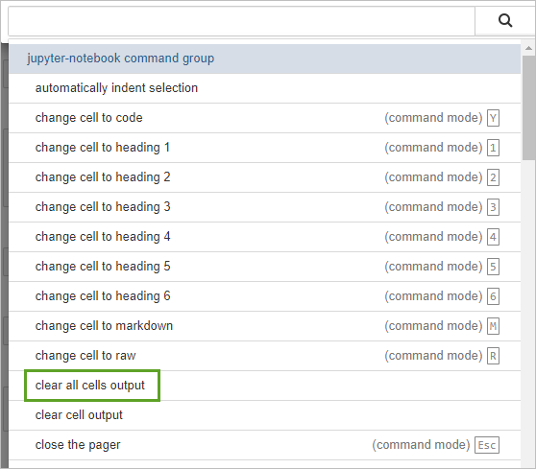 jupyter-notebook command group
automatically indent selection
change cell to code (command mode) Y
change cell to heading 1 (command mode) 1
change cell to heading 2 (command mode) 2
change cell to heading 3 (command mode) 3
change cell to heading 4 (command mode) 4
change cell to heading 5 (command mode) 5
change cell to heading 6 (command mode) 6
change cell to markdown (command mode) M
change cell to raw (command mode) R
clear all cells output
clear cell output
close the pager (command mode) Esc